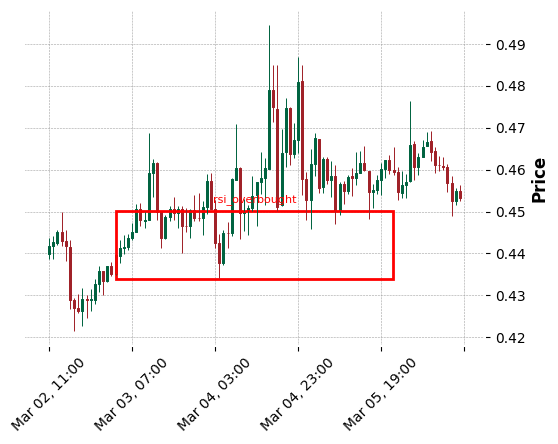 0.49
0.48
0.47
0.46
rsi_overbought
0.45
0.44
0.43
0.42
Price
Mar 02, 11:00
Mar 03, 07:00
Mar 04, 03:00
Mar 04, 23:00
Mar 05, 19:00